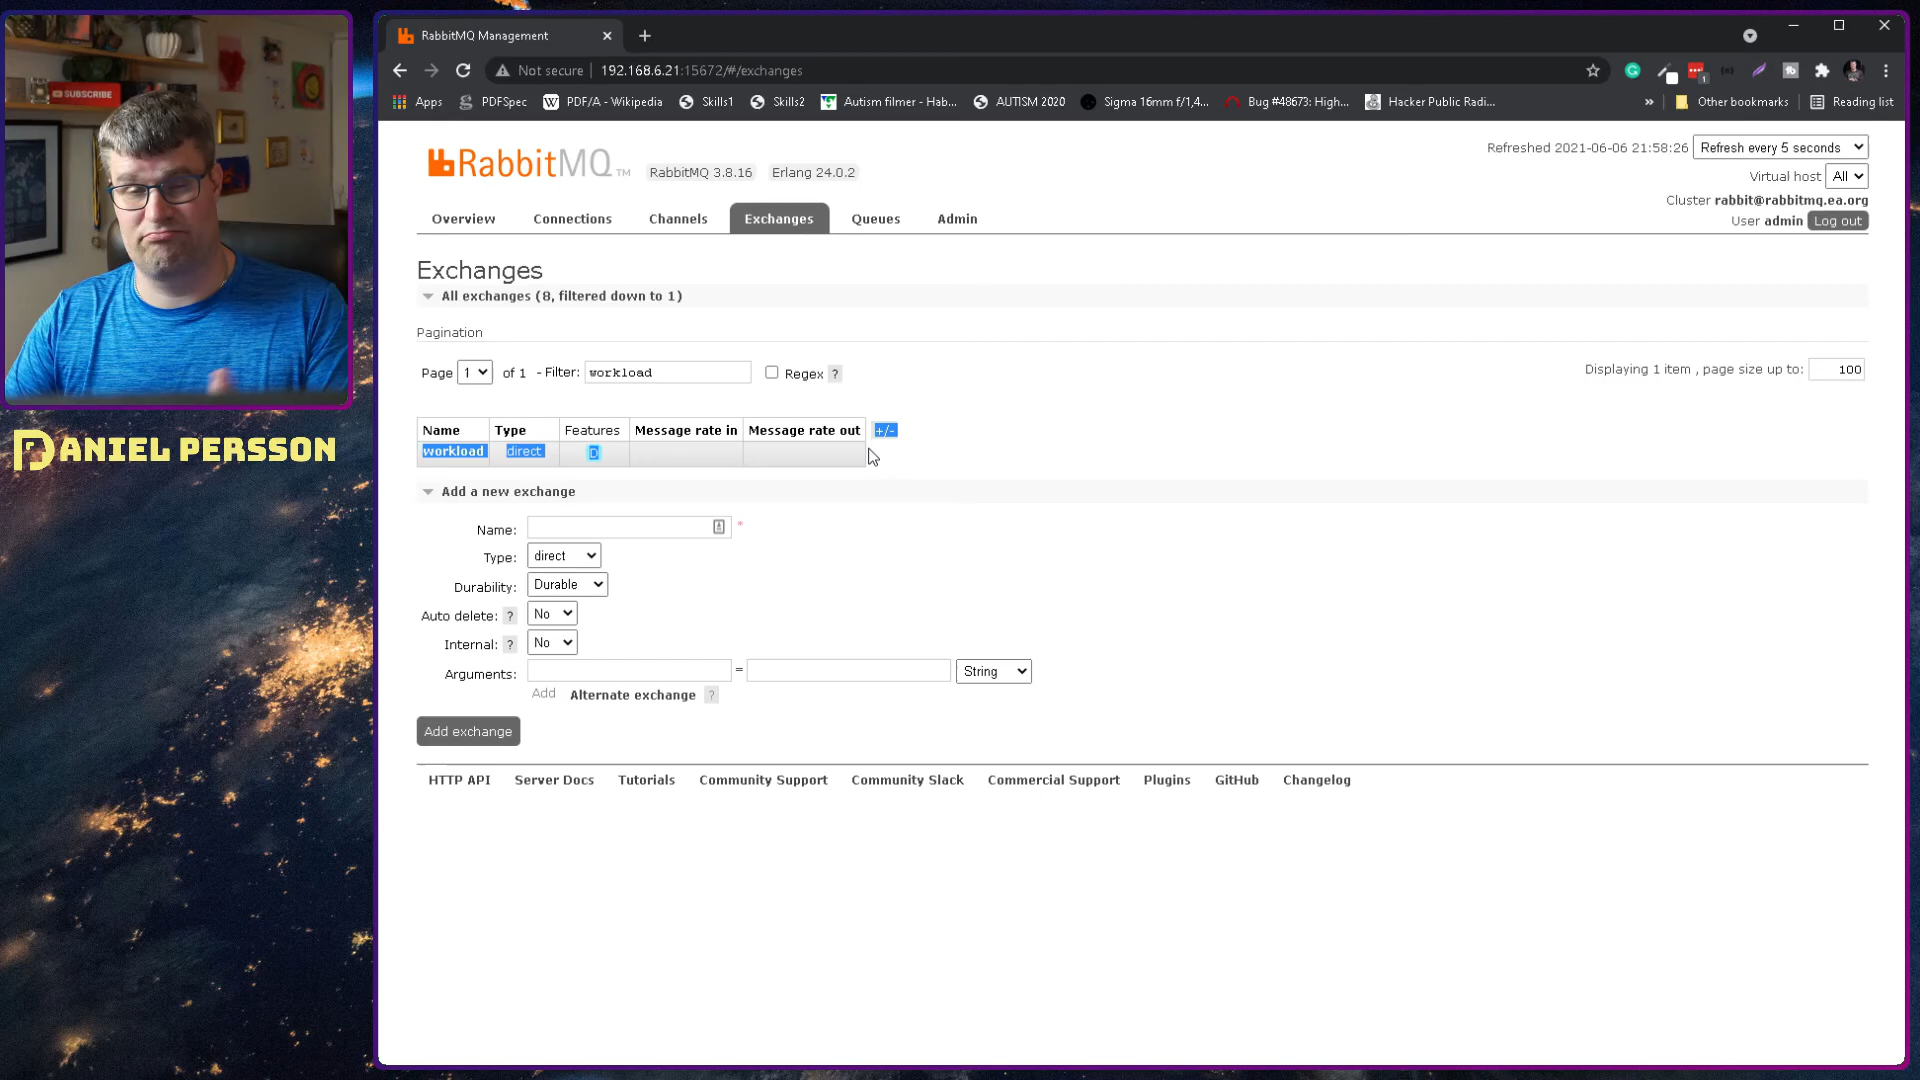 SUBSCRIBE
DANIEL PERSSON
RabbitMQ Management
Not secure | 192.168.6.21:15672/#/exchanges
Apps PDFSpec PDF/A - Wikipedia Skills1 Skills2 Autism filmer - Hab... AUTISM 2020 Sigma 16mm f/1,4... Bug #48673: High... Hacker Public Radi... » Other bookmarks Reading list
RabbitMQ TM RabbitMQ 3.8.16 Erlang 24.0.2
Refreshed 2021-06-06 21:58:26 Refresh every 5 seconds
Virtual host All
Cluster rabbit@rabbitmq.ea.org
User admin Log out
Overview Connections Channels Exchanges Queues Admin
Exchanges
All exchanges (8, filtered down to 1)
Pagination
Page 1 of 1 - Filter: workload Regex ?
Displaying 1 item , page size up to: 100
Name Type Features Message rate in Message rate out +/-
workload direct D
Add a new exchange
Name: *
Type: direct
Durability: Durable
Auto delete: ? No
Internal: ? No
Arguments: = String
Add Alternate exchange ?
Add exchange
HTTP API Server Docs Tutorials Community Support Community Slack Commercial Support Plugins GitHub Changelog